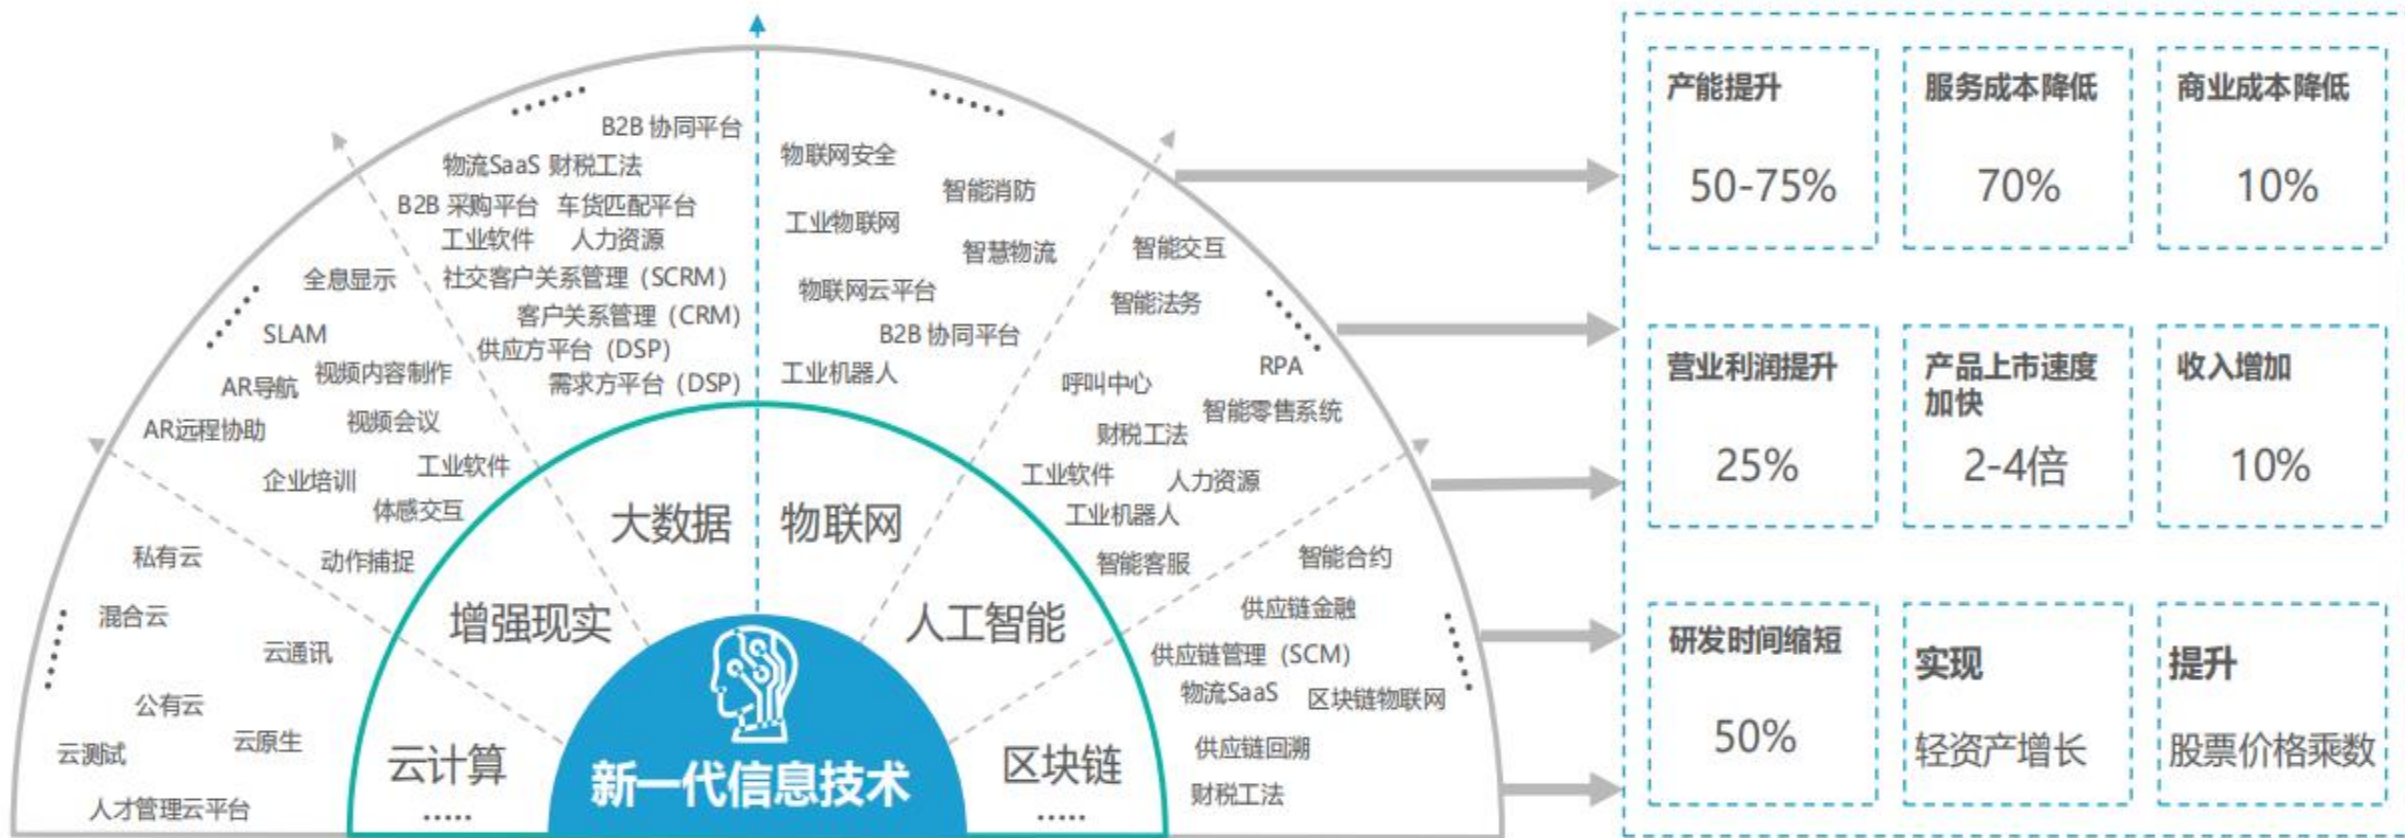 B2B 协同平台
物流SaaS 财税工法
B2B 采购平台 车货匹配平台
工业软件 人力资源
社交客户关系管理（SCRM）
客户关系管理（CRM）
供应方平台（DSP）
需求方平台（DSP）
物联网安全
智能消防
工业物联网
智慧物流
物联网云平台
B2B 协同平台
工业机器人
全息显示
SLAM
视频内容制作
AR导航
视频会议
AR远程协助
工业软件
企业培训
体感交互
动作捕捉
智能交互
智能法务
RPA
呼叫中心
智能零售系统
财税工法
工业软件
人力资源
工业机器人
智能客服
私有云
混合云
云通讯
公有云
云原生
云测试
人才管理云平台
智能合约
供应链金融
供应链管理（SCM）
物流SaaS
区块链物联网
供应链回溯
财税工法
大数据
物联网
增强现实
人工智能
云计算
区块链
新一代信息技术
产能提升
50-75%
服务成本降低
70%
商业成本降低
10%
营业利润提升
25%
产品上市速度
加快
2-4倍
收入增加
10%
研发时间缩短
50%
实现
轻资产增长
提升
股票价格乘数